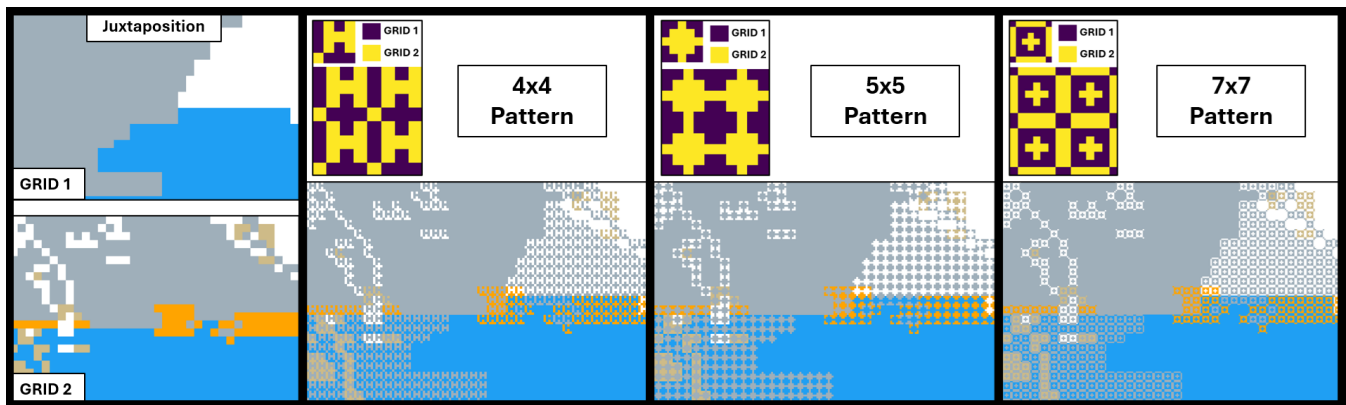 Juxtaposition
GRID 1
GRID 2
GRID 1
GRID 2
4x4
Pattern
GRID 1
GRID 2
5x5
Pattern
GRID 1
GRID 2
7x7
Pattern